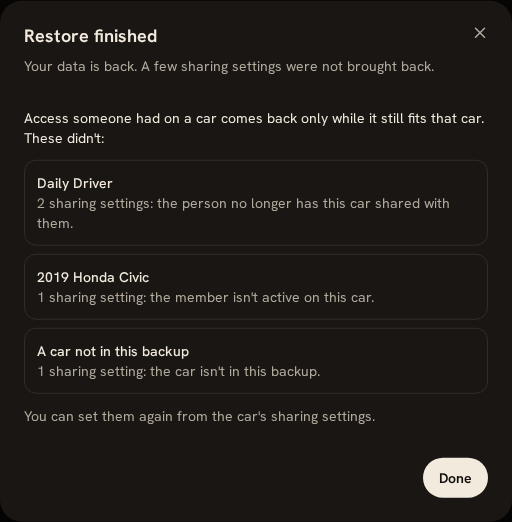 Restore finished
Your data is back. A few sharing settings were not brought back.
Access someone had on a car comes back only while it still fits that car.
These didn't:
Daily Driver
2 sharing settings: the person no longer has this car shared with
them.
2019 Honda Civic
1 sharing setting: the member isn't active on this car.
A car not in this backup
1 sharing setting: the car isn't in this backup.
You can set them again from the car's sharing settings.
Done